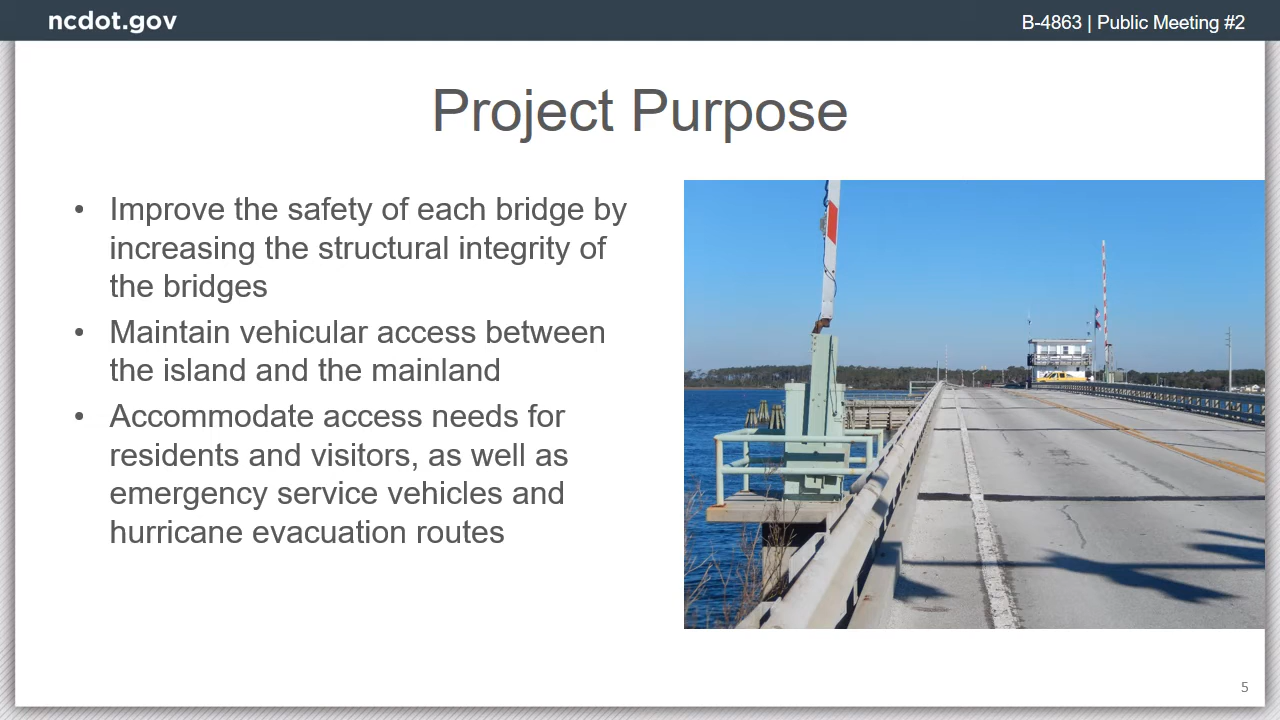 ncdot.gov
B-4863 | Public Meeting #2
Project Purpose
• Improve the safety of each bridge by
increasing the structural integrity of
the bridges
• Maintain vehicular access between
the island and the mainland
• Accommodate access needs for
residents and visitors, as well as
emergency service vehicles and
hurricane evacuation routes
5